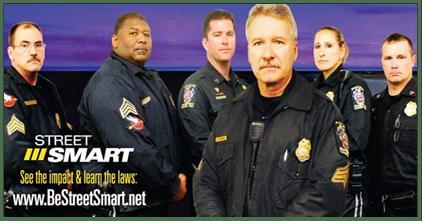 STREET
SMART
See the impact & learn the laws:
www.BeStreetSmart.net